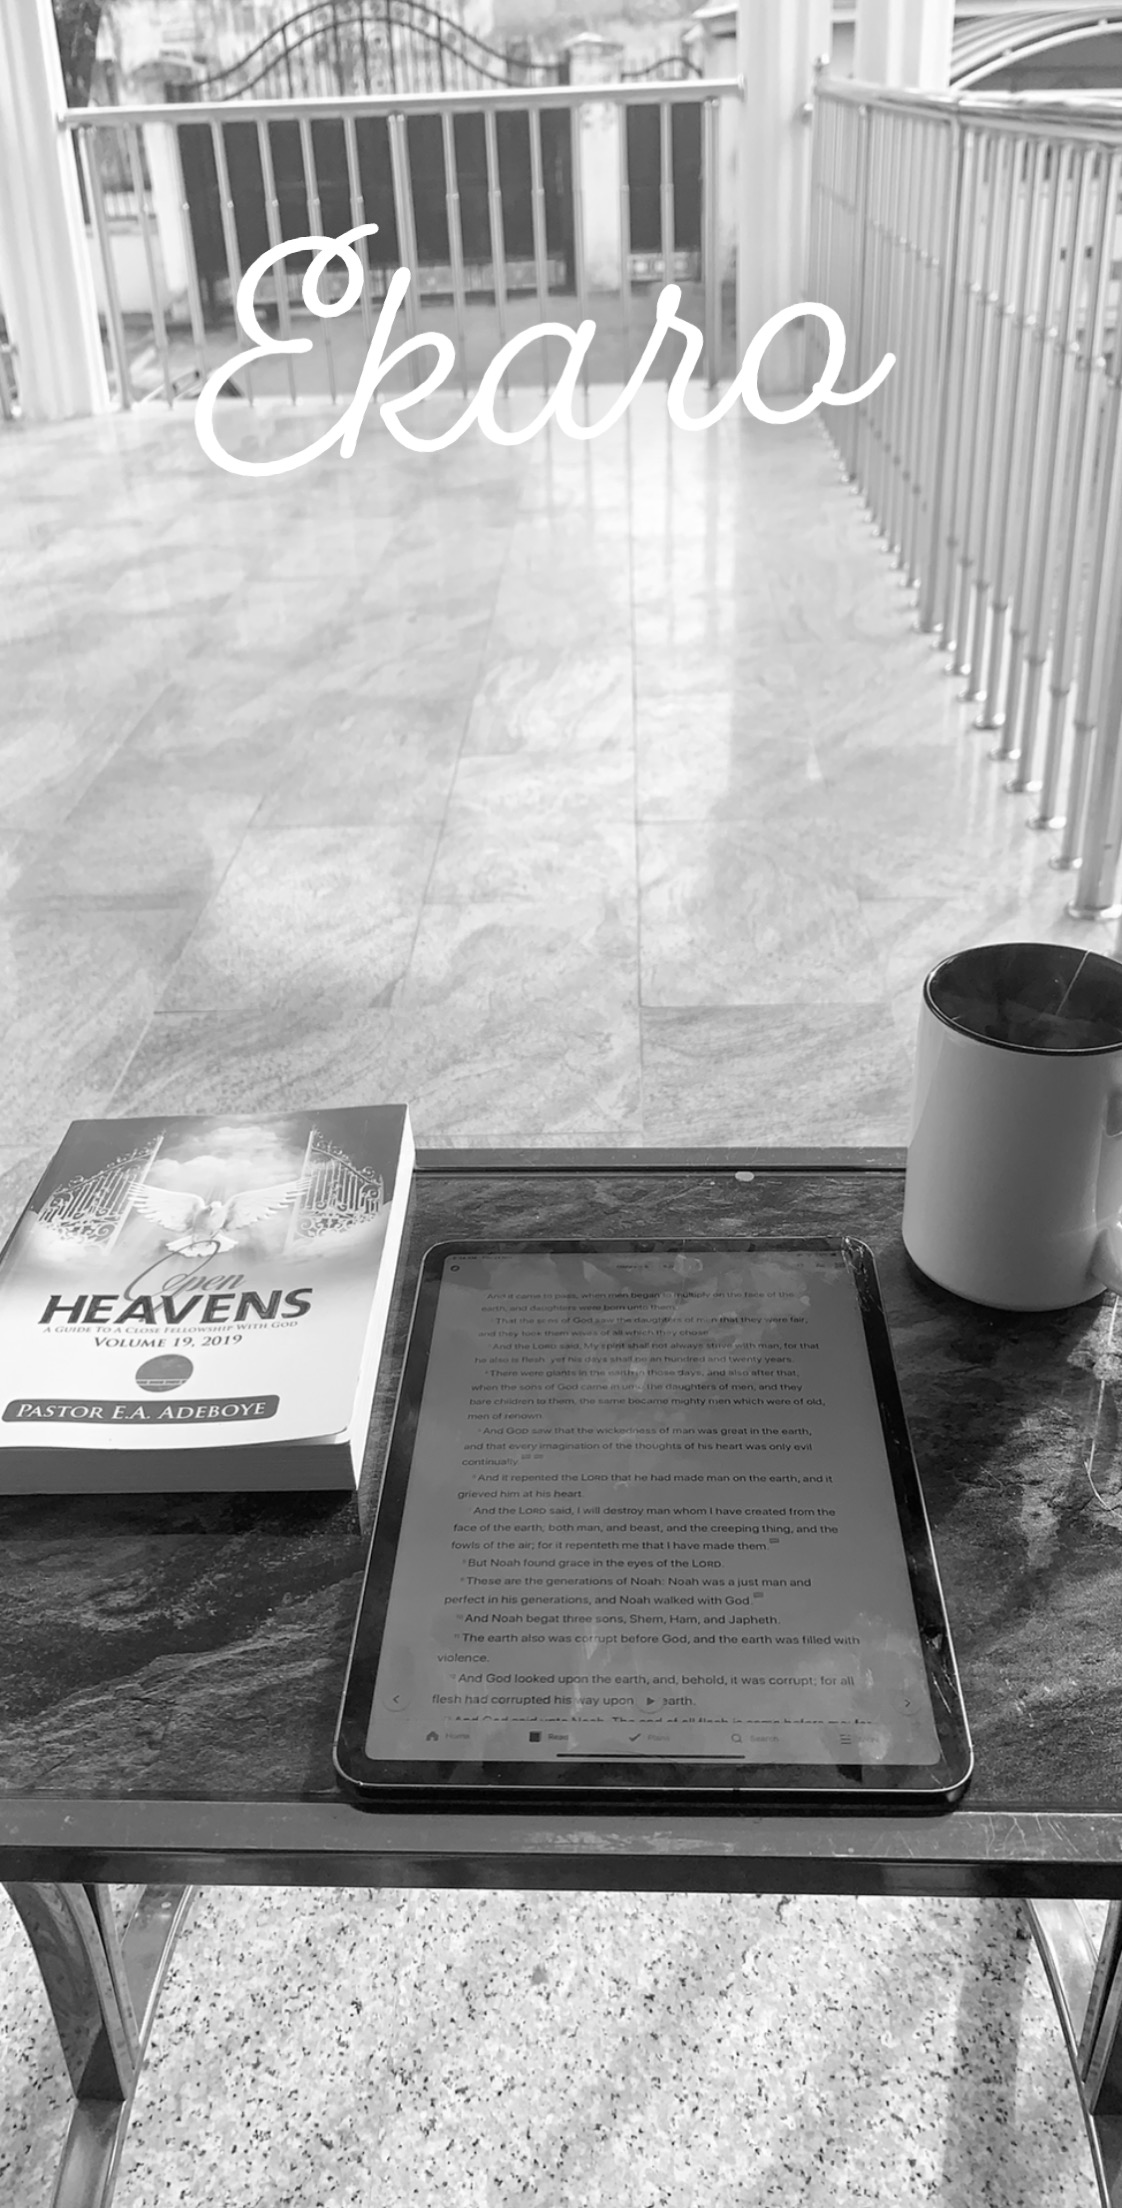 Ekaro
Open
HEAVENS
A GUIDE TO A CLOSE FELLOWSHIP WITH GOD
VOLUME 19, 2019
PASTOR E.A. ADEBOYE
And it came to pass, when men began to multiply on the face of the
earth, and daughters were born unto them,
That the sons of God saw the daughters of men that they were fair,
and they took them wives of all which they chose.
And the LORD said, My spirit shall not always strive with man, for that
he also is flesh: yet his days shall be an hundred and twenty years.
There were giants in the earth in those days; and also after that,
when the sons of God came in unto the daughters of men, and they
bare children to them, the same became mighty men which were of old,
men of renown.
And GOD saw that the wickedness of man was great in the earth,
and that every imagination of the thoughts of his heart was only evil
continually.
And it repented the LORD that he had made man on the earth, and it
grieved him at his heart.
And the LORD said, I will destroy man whom I have created from the
face of the earth; both man, and beast, and the creeping thing, and the
fowls of the air; for it repenteth me that I have made them.
8 But Noah found grace in the eyes of the LORD.
9 These are the generations of Noah: Noah was a just man and
perfect in his generations, and Noah walked with God.
10 And Noah begat three sons, Shem, Ham, and Japheth.
11 The earth also was corrupt before God, and the earth was filled with
violence.
12 And God looked upon the earth, and, behold, it was corrupt; for all
flesh had corrupted his way upon earth.
Home Read Plans Search